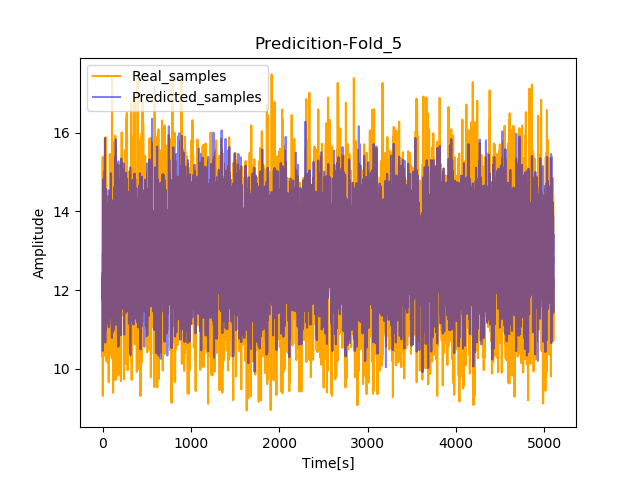 Predicition-Fold_5
Real_samples
Predicted_samples
16
14
12
10
Amplitude
0 1000 2000 3000 4000 5000
Time[s]